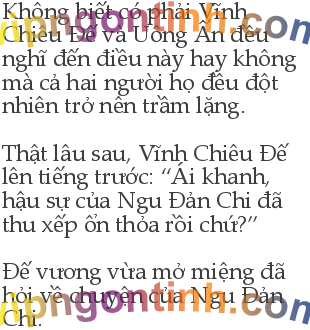 Không biết có phải Vĩnh
Chiêu Đế và Uông Ấn đều
nghĩ đến điều này hay không
mà cả hai người họ đều đột
nhiên trở nên trầm lặng.

Thật lâu sau, Vĩnh Chiêu Đế
lên tiếng trước: “Ái khanh,
hậu sự của Ngu Đản Chi đã
thu xếp ổn thỏa rồi chứ?”

Đế vương vừa mở miệng đã
hỏi về chuyện của Ngu Đản
Chi.